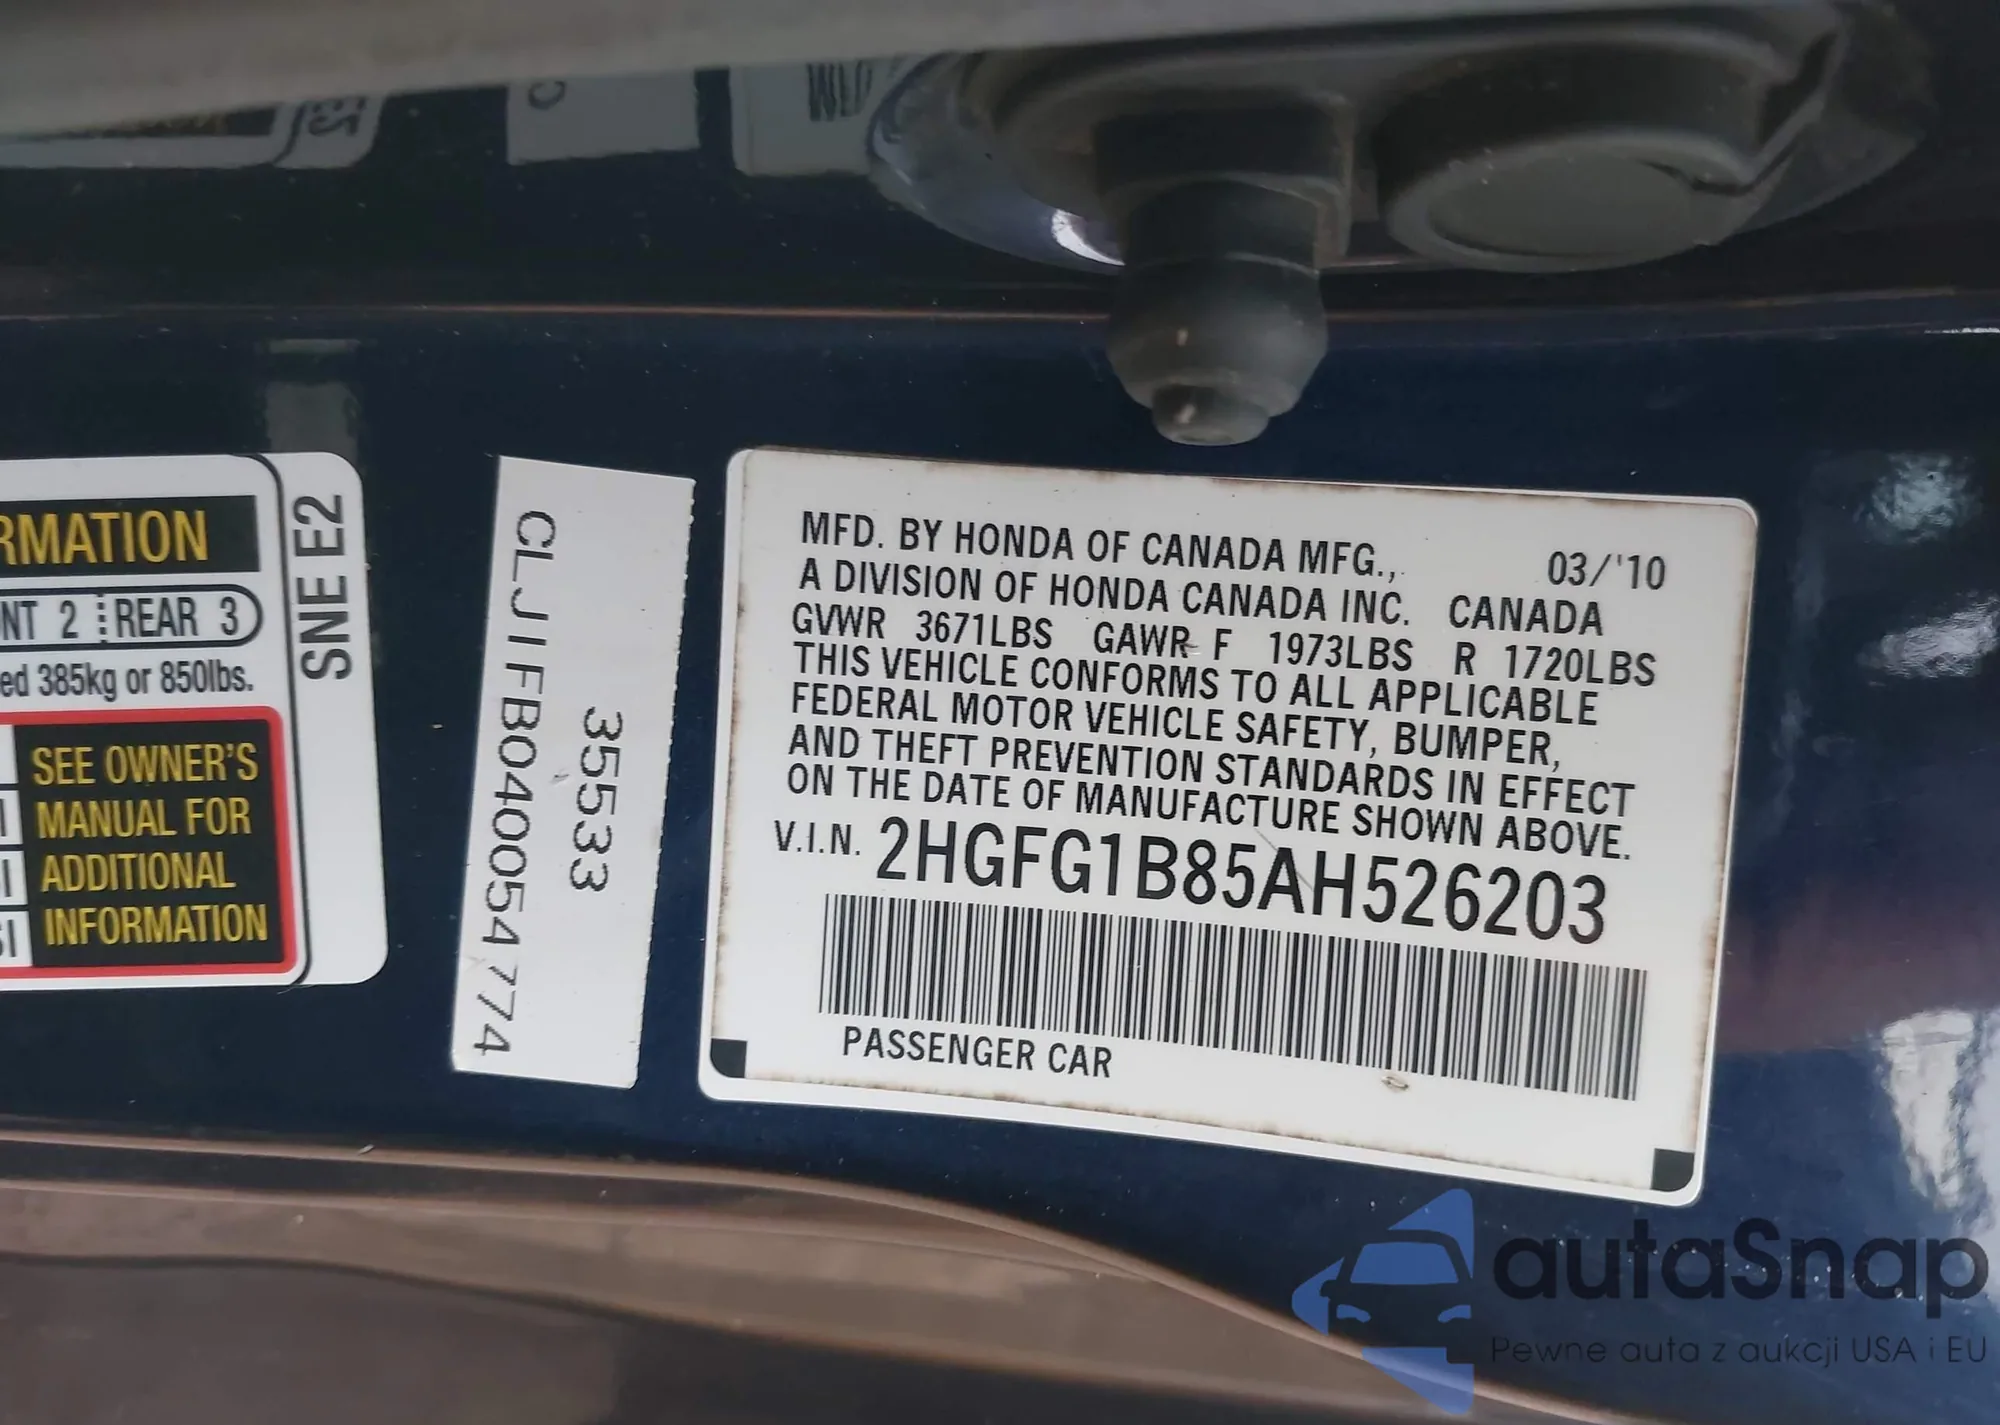 RMATION
NT 2 REAR 3
ed 385kg or 850lbs.
SEE OWNER'S
MANUAL FOR
ADDITIONAL
INFORMATION
SNE E2
CLJIFB040054774
35533
MFD. BY HONDA OF CANADA MFG., 03/'10
A DIVISION OF HONDA CANADA INC. CANADA
GVWR 3671LBS GAWR F 1973LBS R 1720LBS
THIS VEHICLE CONFORMS TO ALL APPLICABLE
FEDERAL MOTOR VEHICLE SAFETY, BUMPER,
AND THEFT PREVENTION STANDARDS IN EFFECT
ON THE DATE OF MANUFACTURE SHOWN ABOVE.
V.I.N. 2HGFG1B85AH526203
PASSENGER CAR
autaSnap
Pewne auta z aukcji USA i EU